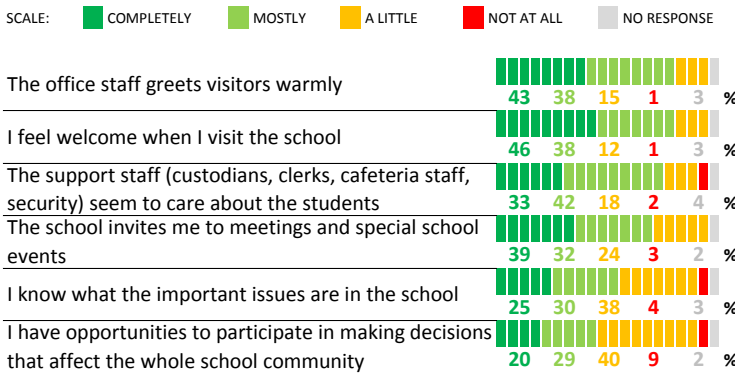 SCALE: COMPLETELY MOSTLY A LITTLE NOT AT ALL NO RESPONSE
The office staff greets visitors warmly
43 38 15 1 3 %
I feel welcome when I visit the school
46 38 12 1 3 %
The support staff (custodians, clerks, cafeteria staff,
security) seem to care about the students
33 42 18 2 4 %
The school invites me to meetings and special school
events
39 32 24 3 2 %
I know what the important issues are in the school
25 30 38 4 3 %
I have opportunities to participate in making decisions
that affect the whole school community
20 29 40 9 2 %